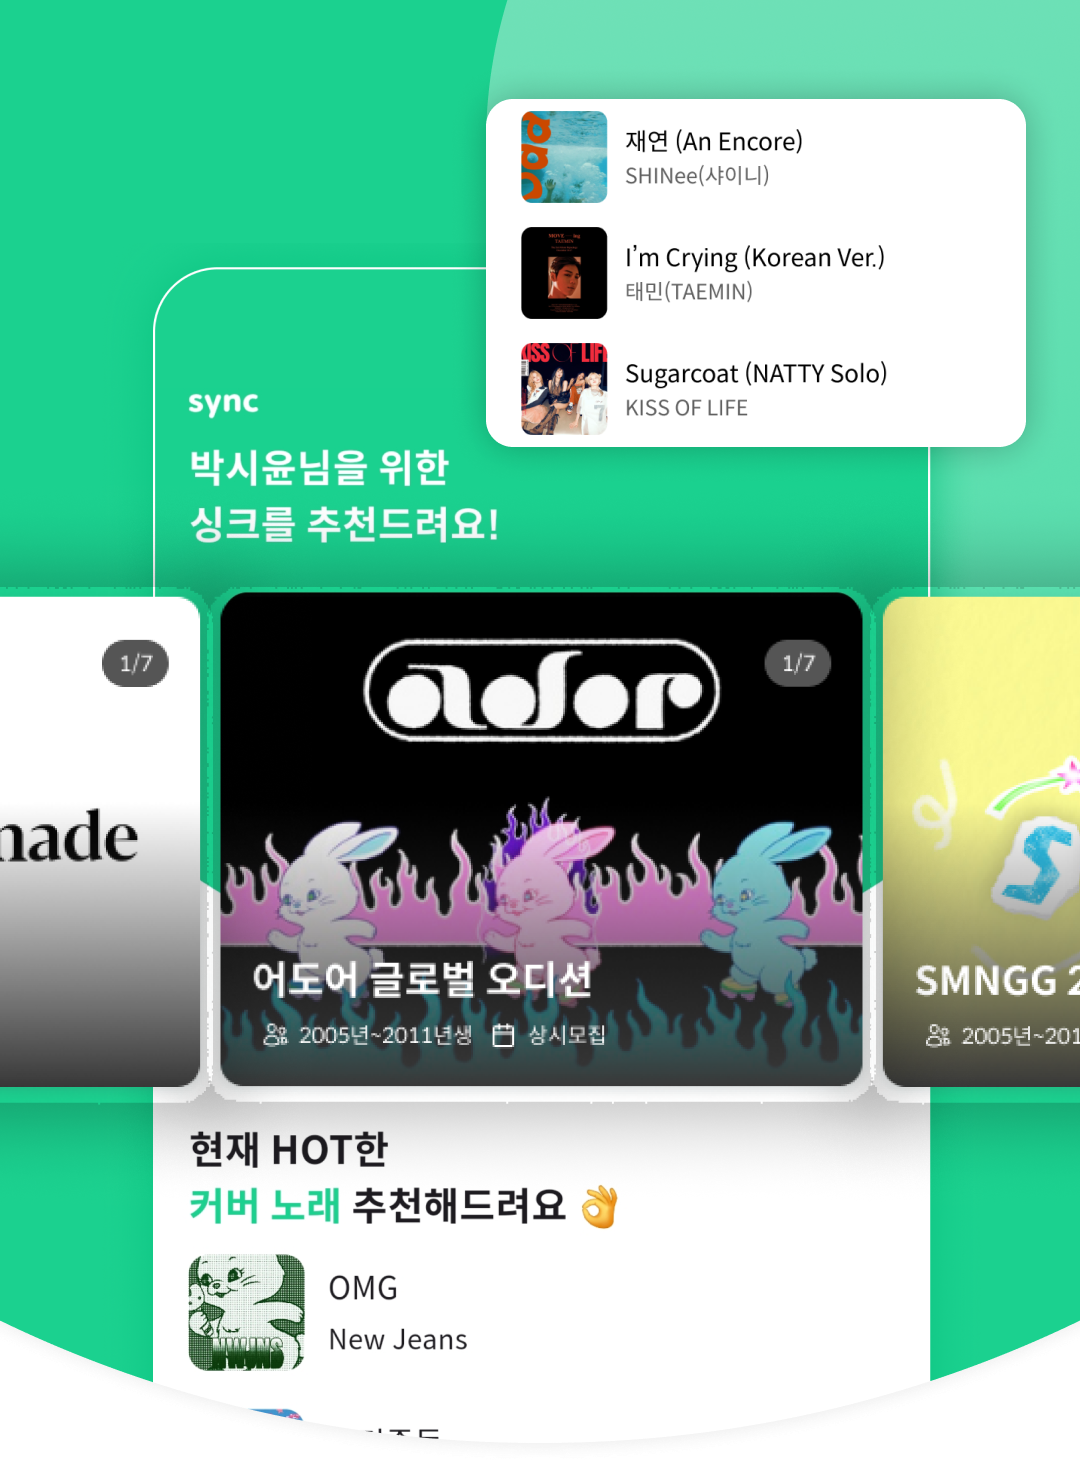 재연 (An Encore)
SHINee(샤이니)
I'm Crying (Korean Ver.)
태민(TAEMIN)
Sugarcoat (NATTY Solo)
KISS OF LIFE
KISS OF LIFE
sync
박시윤님을 위한
싱크를 추천드려요!
1/7
nade
ador
1/7
어도어 글로벌 오디션
2005년~2011년생 상시모집
S
SMNGG 2
2005년~201
현재 HOT한
커버 노래 추천해드려요 👌
NWJNS
OMG
New Jeans